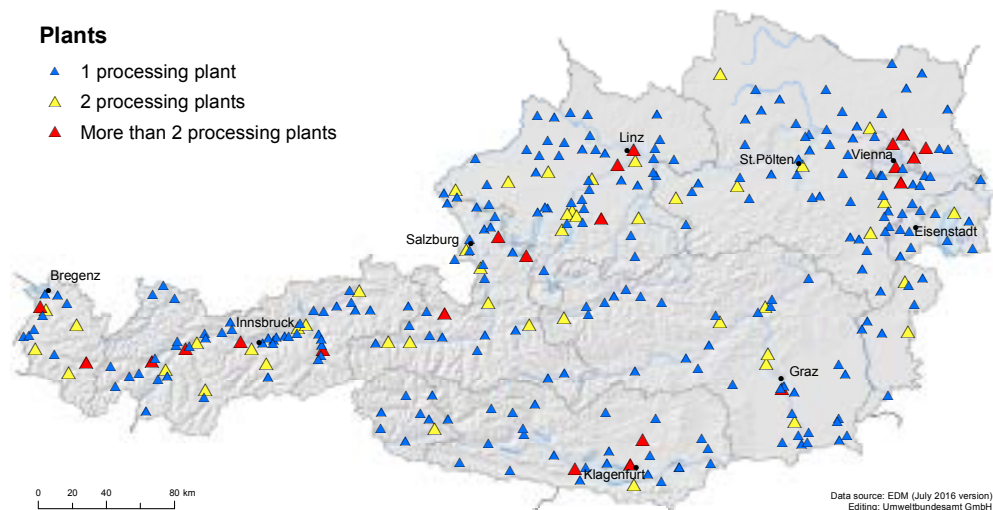 Plants
1 processing plant
2 processing plants
More than 2 processing plants
Linz
St.Pölten
Vienna
Eisenstadt
Salzburg
Bregenz
Innsbruck
Graz
Klagenfurt
0 20 40 80 km
Data source: EDM (July 2016 version)
Editing: Umweltbundesamt GmbH